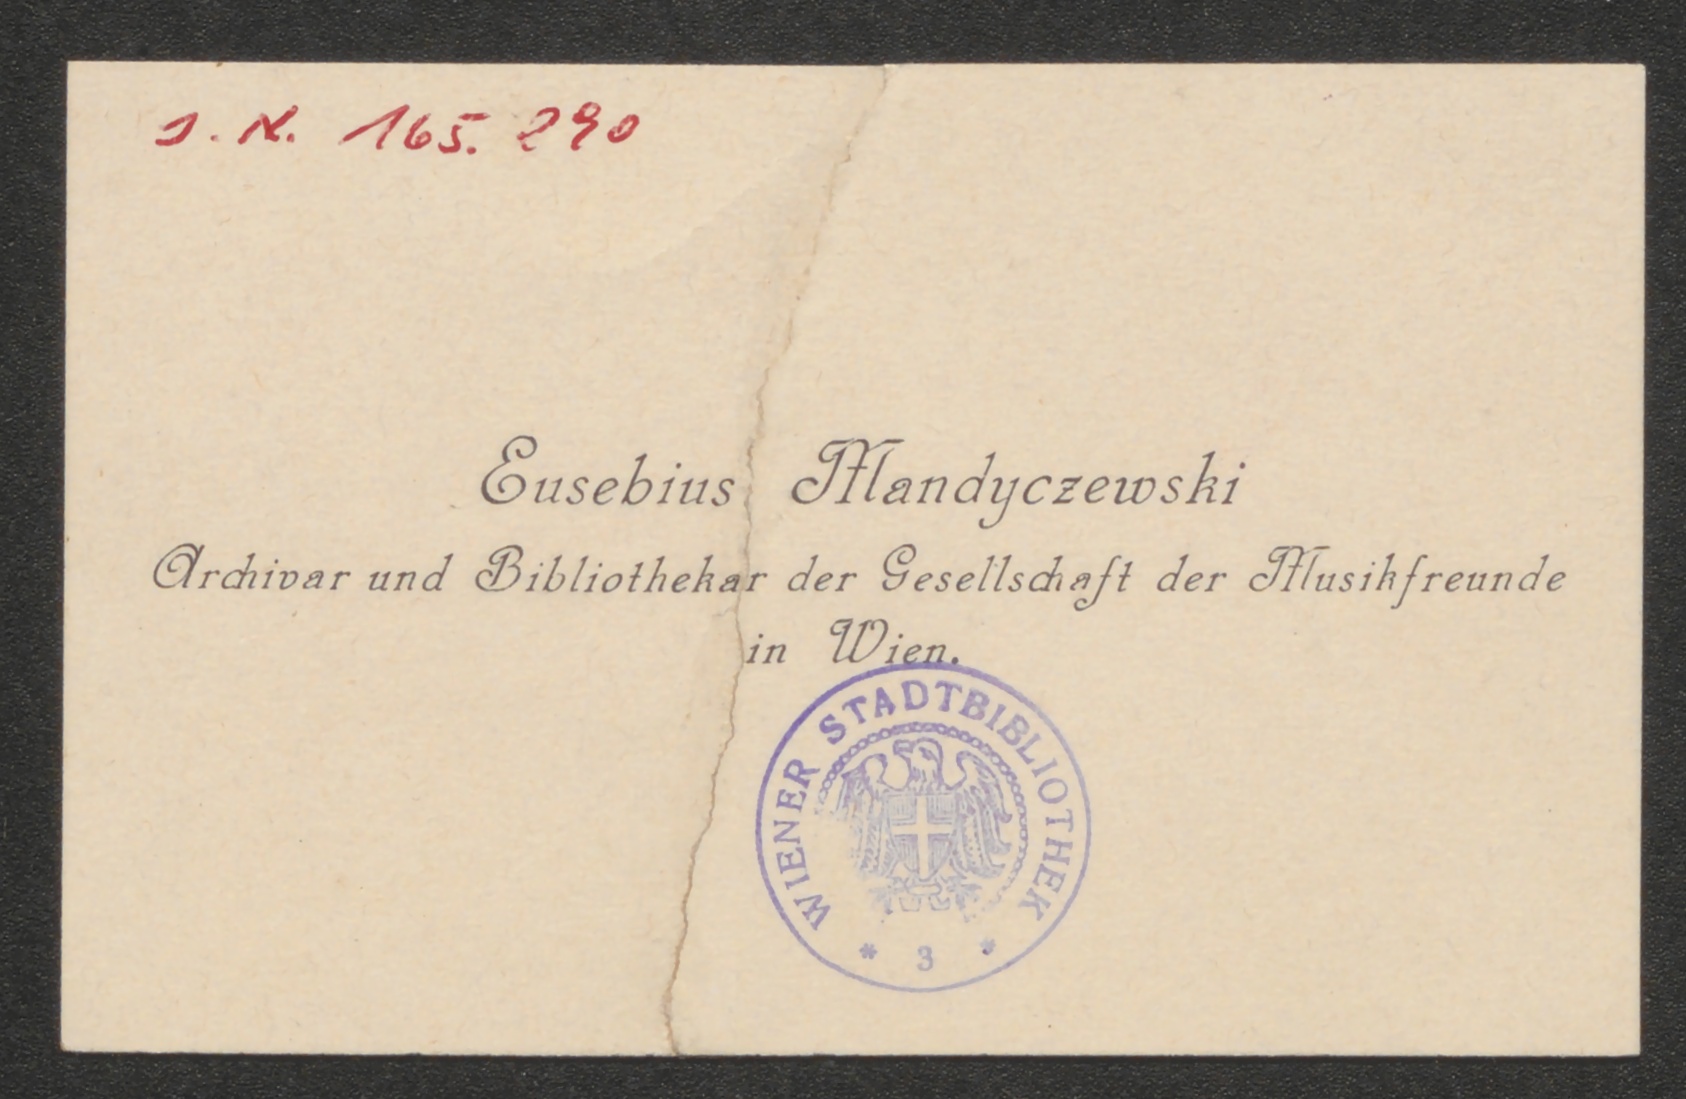 J. N. 165.290
Eusebius Mandyczewski
Archivar und Bibliothekar der Gesellschaft der Musikfreunde
in Wien.
WIENER STADTBIBLIOTHEK
* 3 *